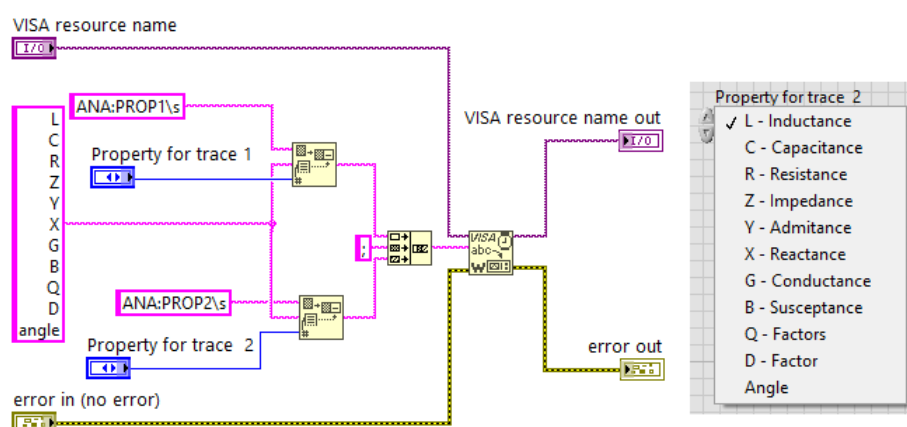 VISA resource name
I/O
L
C
R
Z
Y
X
G
B
Q
D
angle
ANA:PROP1\s
Property for trace 1
#
ANA:PROP2\s
#
Property for trace 2
;
VISA
abc
W
VISA resource name out
I/O
error out
error in (no error)
Property for trace 2
✓ L - Inductance
C - Capacitance
R - Resistance
Z - Impedance
Y - Admitance
X - Reactance
G - Conductance
B - Susceptance
Q - Factors
D - Factor
Angle